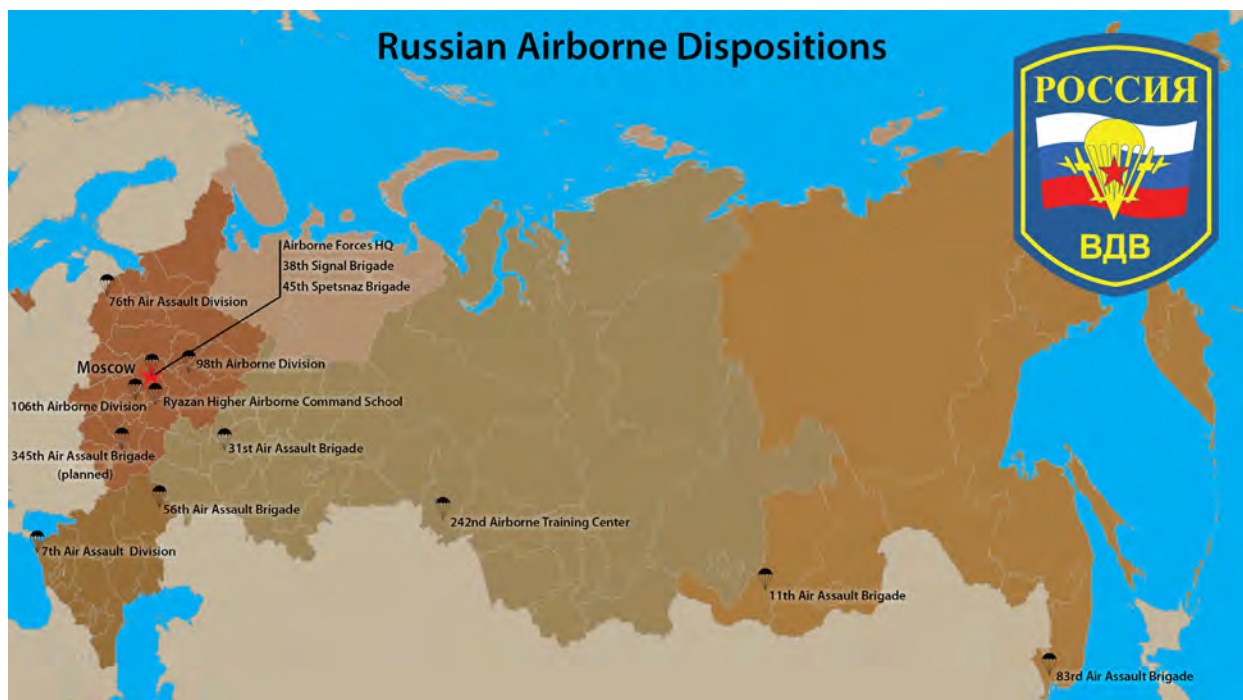 Russian Airborne Dispositions
РОССИЯ
ВДВ
Airborne Forces HQ
38th Signal Brigade
45th Spetsnaz Brigade
76th Air Assault Division
Moscow
98th Airborne Division
106th Airborne Division
Ryazan Higher Airborne Command School
345th Air Assault Brigade
(planned)
31st Air Assault Brigade
56th Air Assault Brigade
242nd Airborne Training Center
7th Air Assault Division
11th Air Assault Brigade
83rd Air Assault Brigade